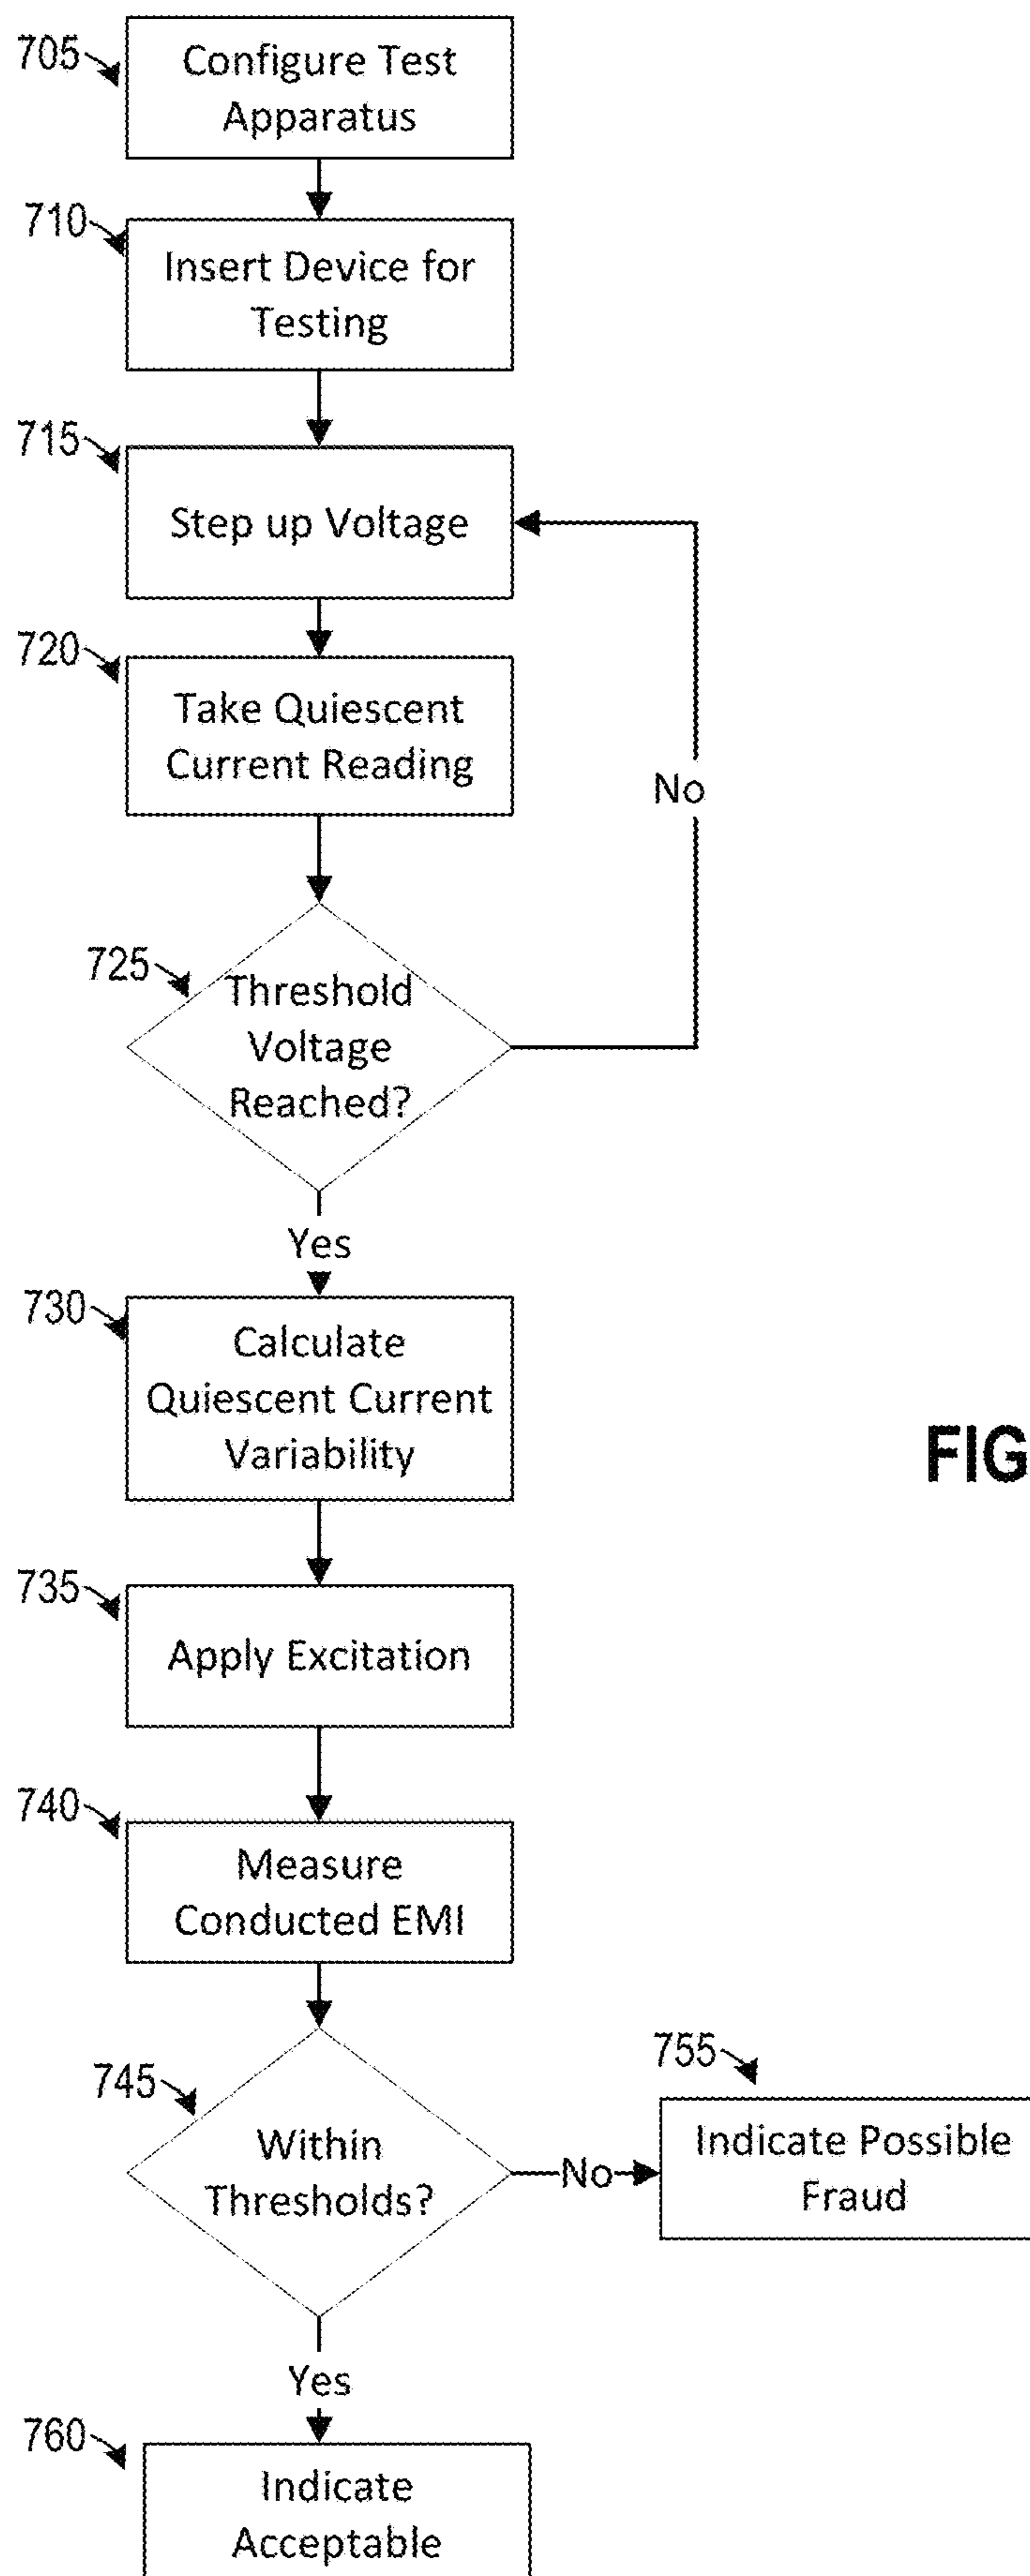 705
Configure Test
Apparatus
710
Insert Device for
Testing
715
Step up Voltage
720
Take Quiescent
Current Reading
No
725
Threshold
Voltage
Reached?
Yes
730
Calculate
Quiescent Current
Variability
FIG
735
Apply Excitation
740
Measure
Conducted EMI
745
Within
Thresholds?
No
755
Indicate Possible
Fraud
Yes
760
Indicate
Acceptable